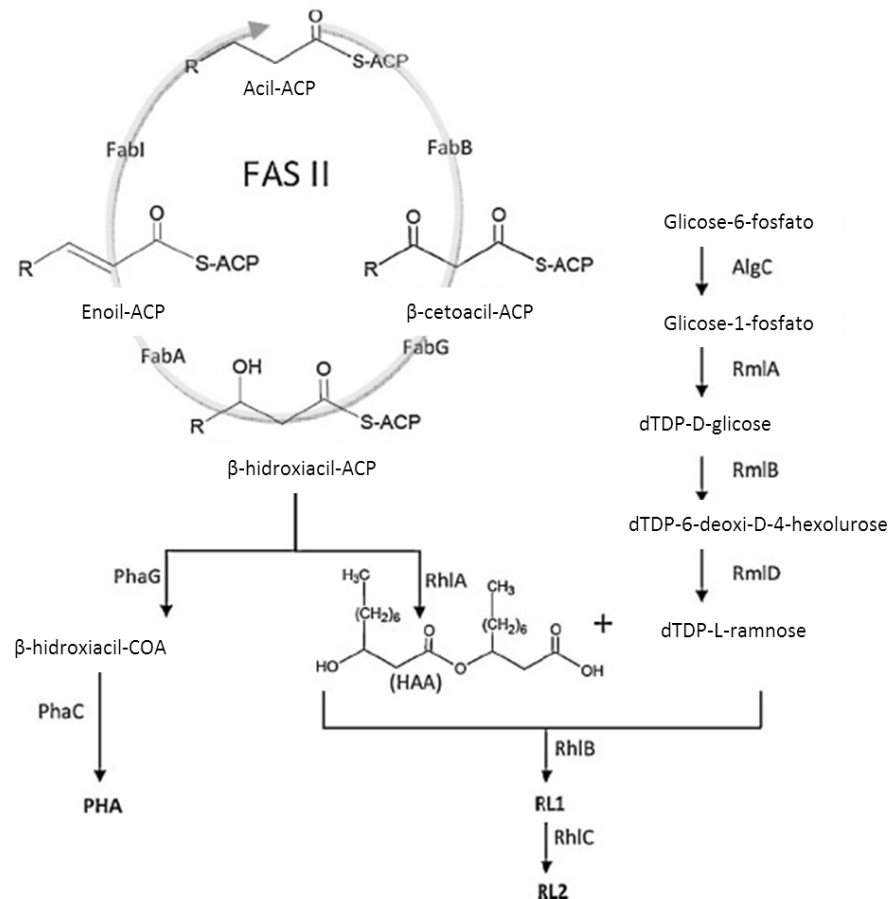 O
R
S-ACP
Acil-ACP
FabI
FabB
FAS II
O
R
S-ACP
Enoil-ACP
O
O
R
S-ACP
β-cetoacil-ACP
FabA
FabG
OH
O
R
S-ACP
β-hidroxiacil-ACP
Glicose-6-fosfato
AlgC
Glicose-1-fosfato
RmlA
dTDP-D-glicose
RmlB
dTDP-6-deoxi-D-4-hexolurose
RmlD
dTDP-L-ramnose
PhaG
RhlA
β-hidroxiacil-COA
PhaC
PHA
H₃C
(CH₂)₆
CH₃
(CH₂)₆
HO
O
O
O
OH
(HAA)
+
RhlB
RL1
RhlC
RL2